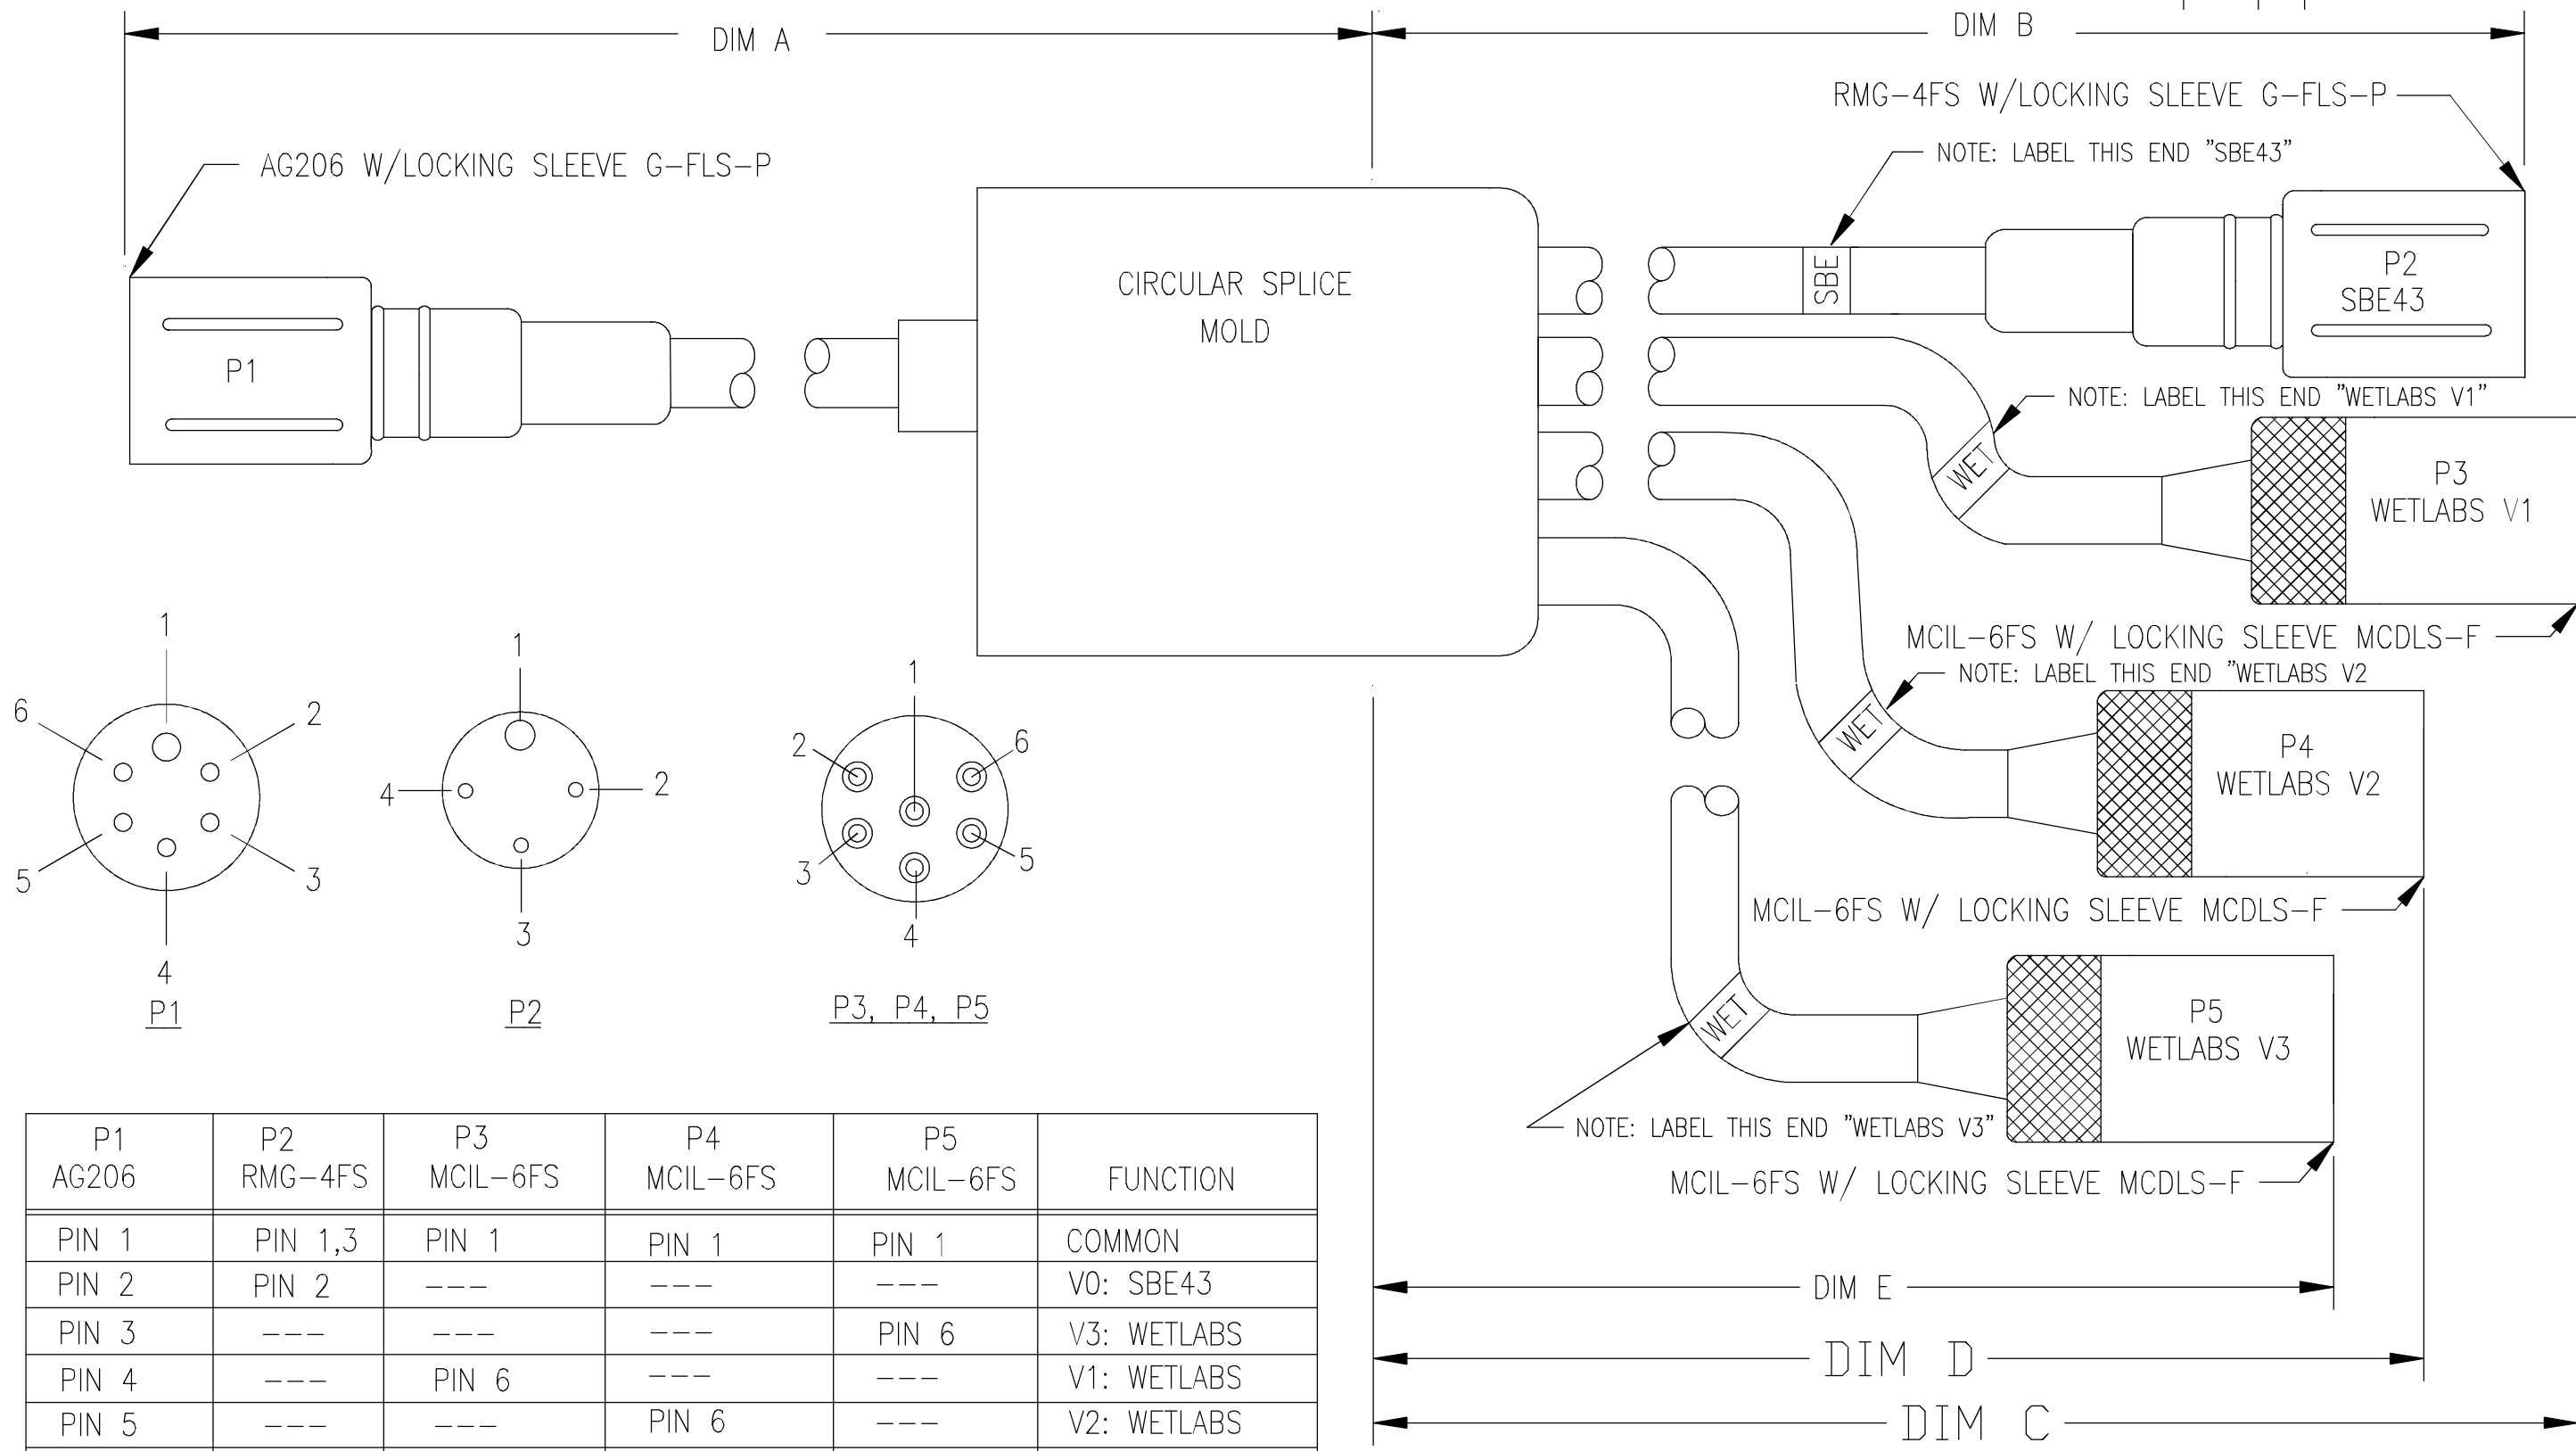 DIM A
DIM B
RMG-4FS W/LOCKING SLEEVE G-FLS-P
AG206 W/LOCKING SLEEVE G-FLS-P
NOTE: LABEL THIS END "SBE43"
CIRCULAR SPLICE
MOLD
SBE
P2
SBE43
P1
NOTE: LABEL THIS END "WETLABS V1"
WET
P3
WETLABS V1
MCIL-6FS W/ LOCKING SLEEVE MCDLS-F
NOTE: LABEL THIS END "WETLABS V2
WET
P4
WETLABS V2
MCIL-6FS W/ LOCKING SLEEVE MCDLS-F
WET
P5
WETLABS V3
NOTE: LABEL THIS END "WETLABS V3"
MCIL-6FS W/ LOCKING SLEEVE MCDLS-F
1
6
2
5
3
4
P1
1
4
2
3
P2
1
2
6
3
5
4
P3, P4, P5
P1 P2 P3 P4 P5
AG206 RMG-4FS MCIL-6FS MCIL-6FS MCIL-6FS FUNCTION
PIN 1 PIN 1,3 PIN 1 PIN 1 PIN 1 COMMON
PIN 2 PIN 2 --- --- --- V0: SBE43
PIN 3 --- --- --- PIN 6 V3: WETLABS
PIN 4 --- PIN 6 --- --- V1: WETLABS
PIN 5 --- --- PIN 6 --- V2: WETLABS
DIM E
DIM D
DIM C